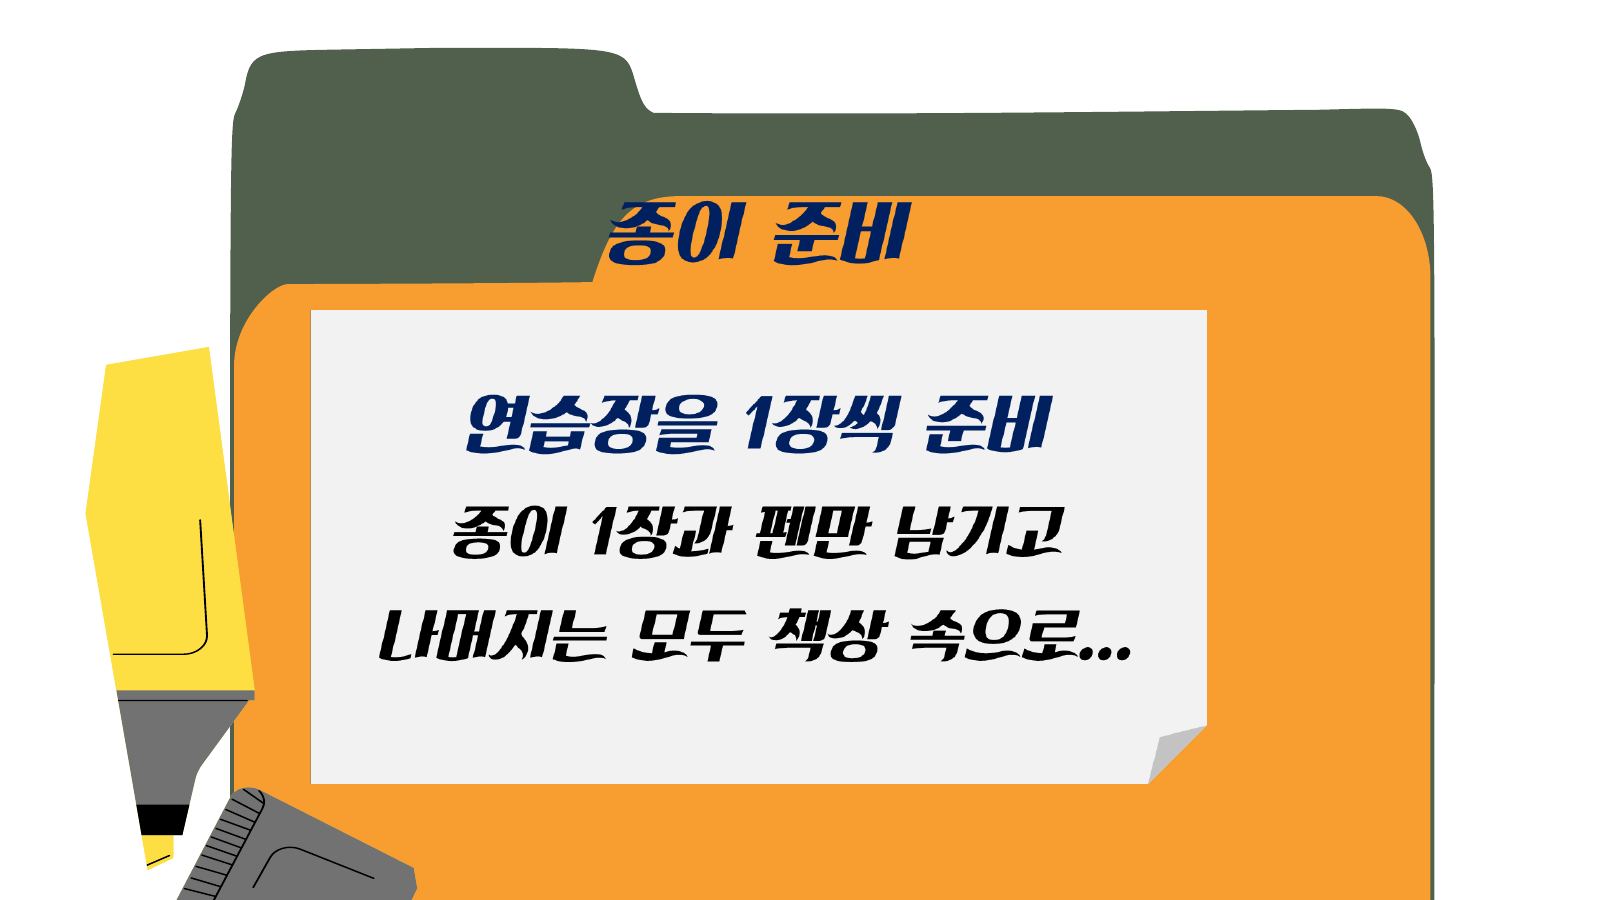 종이 준비
연습장을 1장씩 준비
종이 1장과 펜만 남기고
나머지는 모두 책상 속으로...